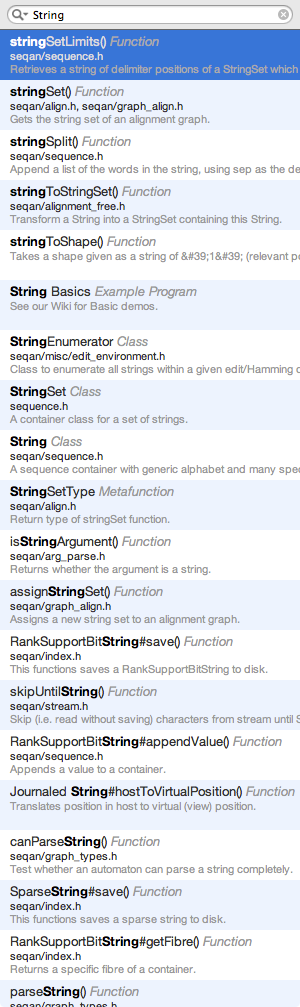 String
stringSetLimits() Function
seqan/sequence.h
Retrieves a string of delimiter positions of a StringSet which
stringSet() Function
seqan/align.h, seqan/graph_align.h
Gets the string set of an alignment graph.
stringSplit() Function
seqan/sequence.h
Append a list of the words in the string, using sep as the de
stringToStringSet() Function
seqan/alignment_free.h
Transform a String into a StringSet containing this String.
stringToShape() Function
Takes a shape given as a string of &#39;1&#39; (relevant po
String Basics Example Program
See our Wiki for Basic demos.
StringEnumerator Class
seqan/misc/edit_environment.h
Class to enumerate all strings within a given edit/Hamming d
StringSet Class
sequence.h
A container class for a set of strings.
String Class
seqan/sequence.h
A sequence container with generic alphabet and many spec
StringSetType Metafunction
seqan/align.h
Return type of stringSet function.
isStringArgument() Function
seqan/arg_parse.h
Returns whether the argument is a string.
assignStringSet() Function
seqan/graph_align.h
Assigns a new string set to an alignment graph.
RankSupportBitString#save() Function
seqan/index.h
This functions saves a RankSupportBitString to disk.
skipUntilString() Function
seqan/stream.h
Skip (i.e. read without saving) characters from stream until S
RankSupportBitString#appendValue() Function
seqan/sequence.h
Appends a value to a container.
Journaled String#hostToVirtualPosition() Function
Translates position in host to virtual (view) position.
canParseString() Function
seqan/graph_types.h
Test whether an automaton can parse a string completely.
SparseString#save() Function
seqan/index.h
This functions saves a sparse string to disk.
RankSupportBitString#getFibre() Function
seqan/index.h
Returns a specific fibre of a container.
parseString() Function
seqan/graph_types.h